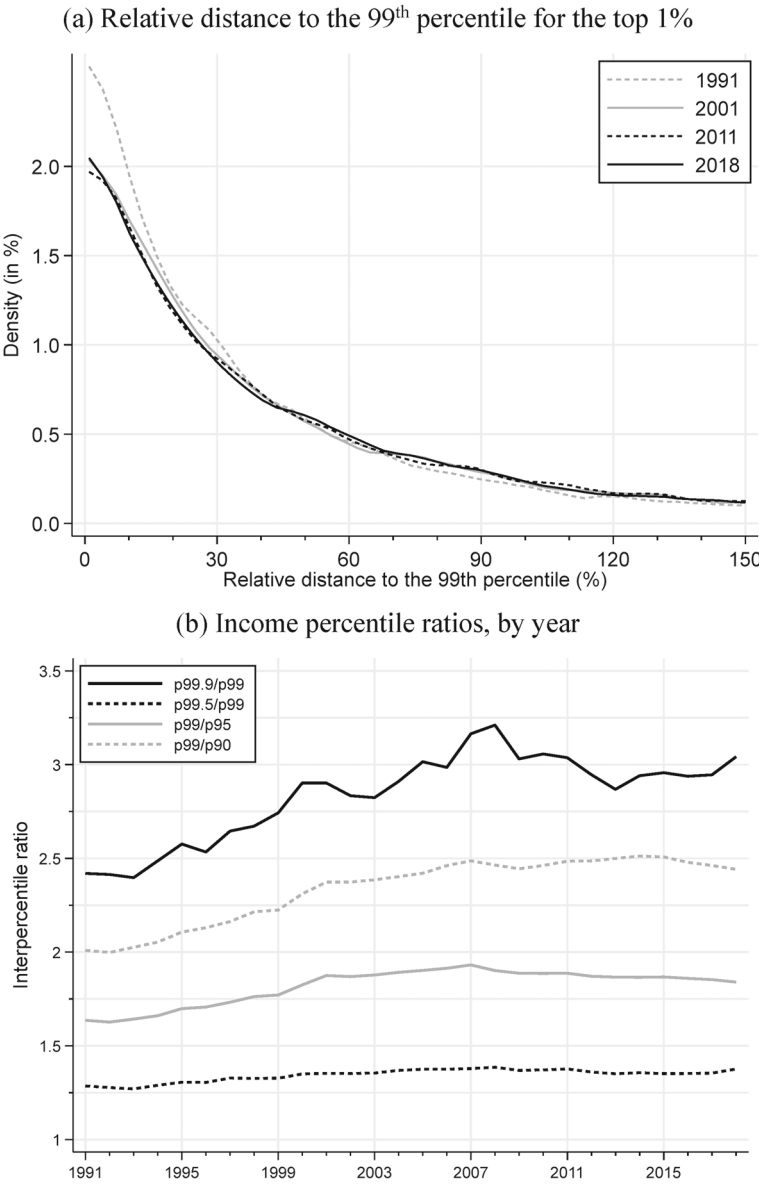 (a) Relative distance to the 99th percentile for the top 1%
1991
2001
2011
2018
Density (in %)
2.0
1.5
1.0
0.5
0.0
0 30 60 90 120 150
Relative distance to the 99th percentile (%)
(b) Income percentile ratios, by year
p99.9/p99
p99.5/p99
p99/p95
p99/p90
Interpercentile ratio
3.5
3
2.5
2
1.5
1
1991 1995 1999 2003 2007 2011 2015